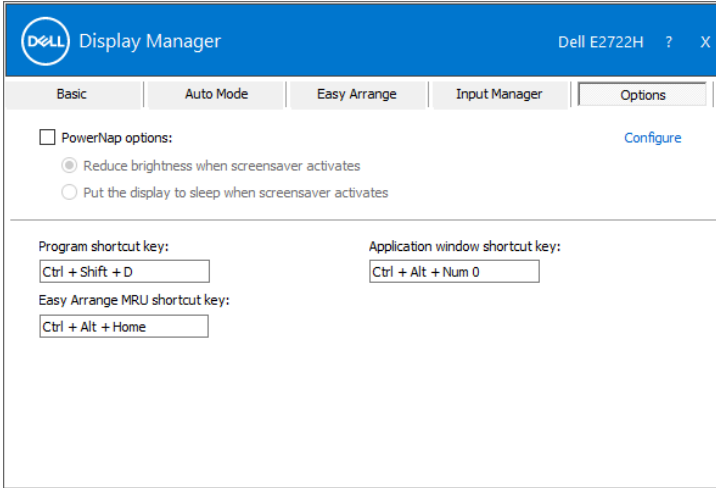 DELL Display Manager Dell E2722H ? X
Basic Auto Mode Easy Arrange Input Manager Options
PowerNap options: Configure
Reduce brightness when screensaver activates
Put the display to sleep when screensaver activates
Program shortcut key: Application window shortcut key:
Ctrl + Shift + D Ctrl + Alt + Num 0
Easy Arrange MRU shortcut key:
Ctrl + Alt + Home